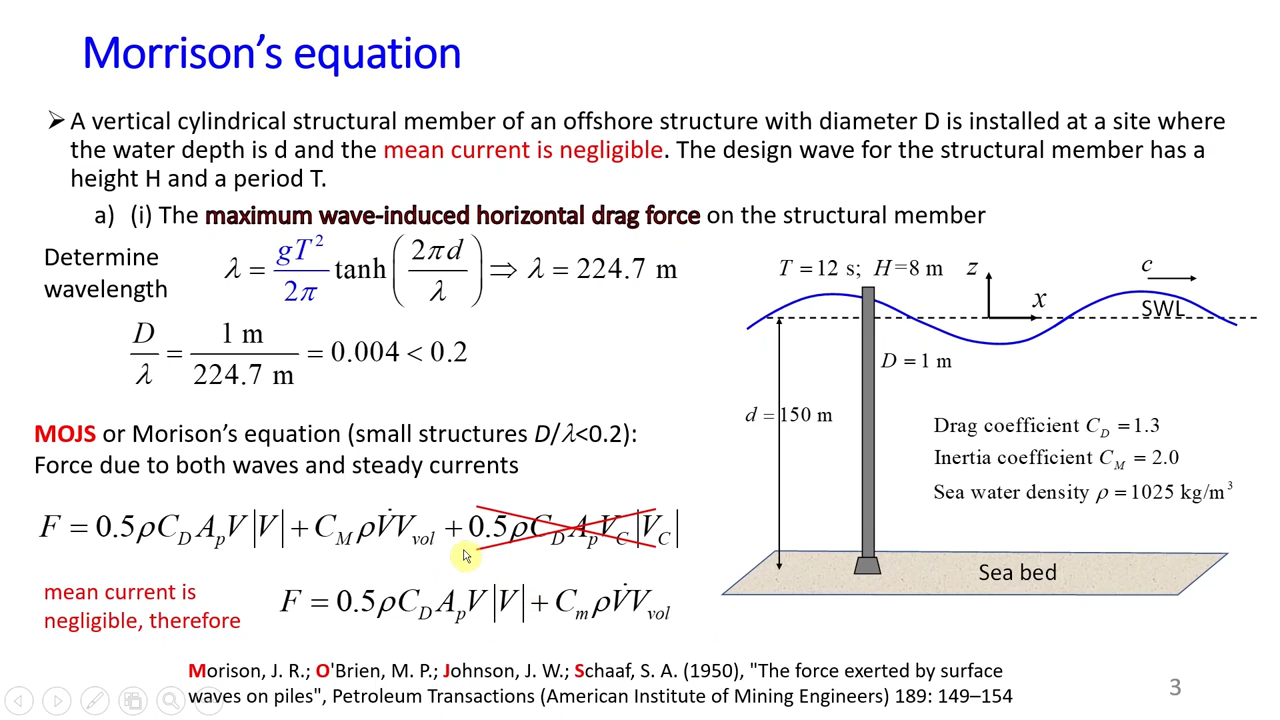 Morrison's equation
➢ A vertical cylindrical structural member of an offshore structure with diameter D is installed at a site where
the water depth is d and the mean current is negligible. The design wave for the structural member has a
height H and a period T.
a) (i) The maximum wave-induced horizontal drag force on the structural member
Determine
wavelength
λ = gT²/2π tanh(2πd/λ) ⇒ λ = 224.7 m
D/λ = 1 m/224.7 m = 0.004 < 0.2
T = 12 s; H=8 m
z
c
x
SWL
D = 1 m
d = 150 m
Drag coefficient C_D = 1.3
Inertia coefficient C_M = 2.0
Sea water density ρ = 1025 kg/m³
Sea bed
MOJS or Morison's equation (small structures D/λ<0.2):
Force due to both waves and steady currents
F = 0.5ρC_D A_p V|V| + C_M ρV̇V_vol + 0.5ρC_D A_p V_C |V_C|
mean current is
negligible, therefore
F = 0.5ρC_D A_p V|V| + C_m ρV̇V_vol
Morison, J. R.; O'Brien, M. P.; Johnson, J. W.; Schaaf, S. A. (1950), "The force exerted by surface
waves on piles", Petroleum Transactions (American Institute of Mining Engineers) 189: 149–154
3